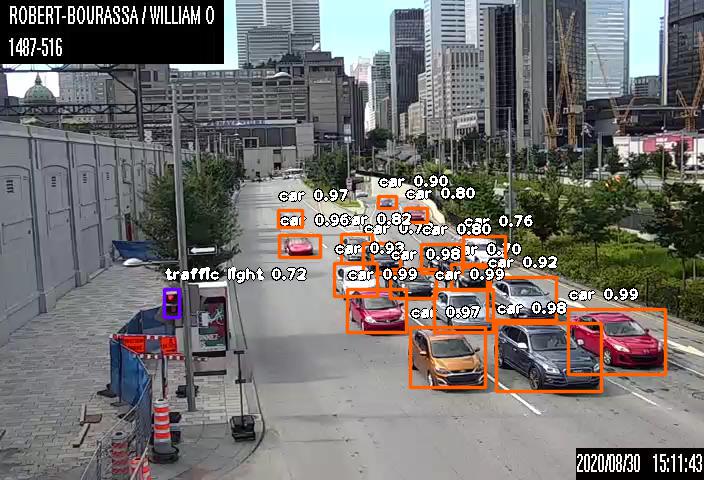 ROBERT-BOURASSA / WILLIAM O
1487-516
car 0.90
car 0.97
car 0.80
car 0.96
car 0.82
car 0.76
car 0.80
car 0.93
car 0.98
car 0.92
traffic light 0.72
car 0.99
car 0.99
car 0.99
car 0.97
car 0.98
2020/08/30 15:11:43